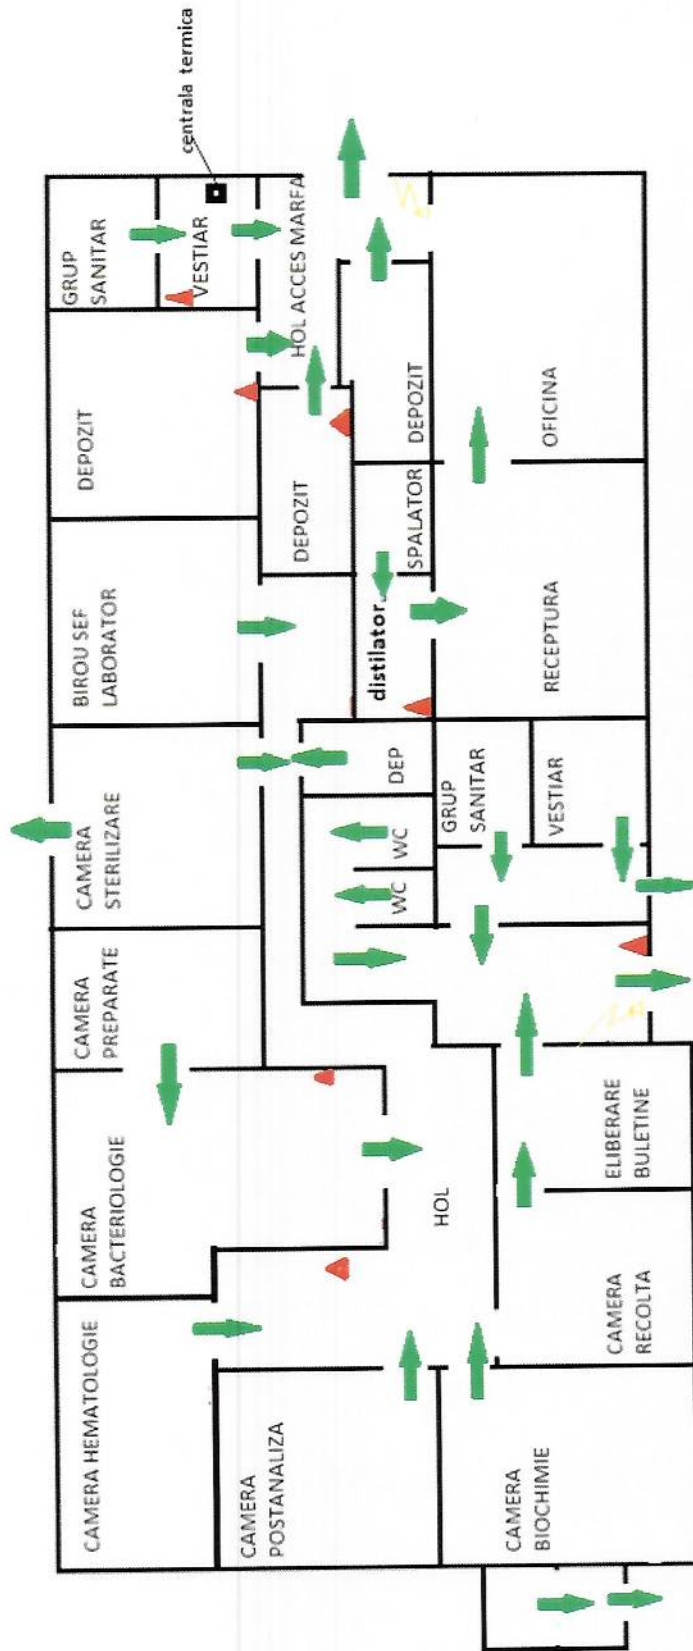 CAMERA HEMATOLOGIE
CAMERA
BACTERIOLOGIE
CAMERA
PREPARATE
CAMERA
STERILIZARE
BIROU SEF
LABORATOR
DEPOZIT
GRUP
SANITAR
VESTIAR
centrala termica
HOL ACCES MARFA
DEPOZIT
CAMERA
POSTANALIZA
HOL
WC
WC
DEP
distilator
SPALATOR
DEPOZIT
GRUP
SANITAR
VESTIAR
CAMERA
BIOCHIMIE
CAMERA
RECOLTA
ELIBERARE
BULETINE
RECEPTURA
OFICINA